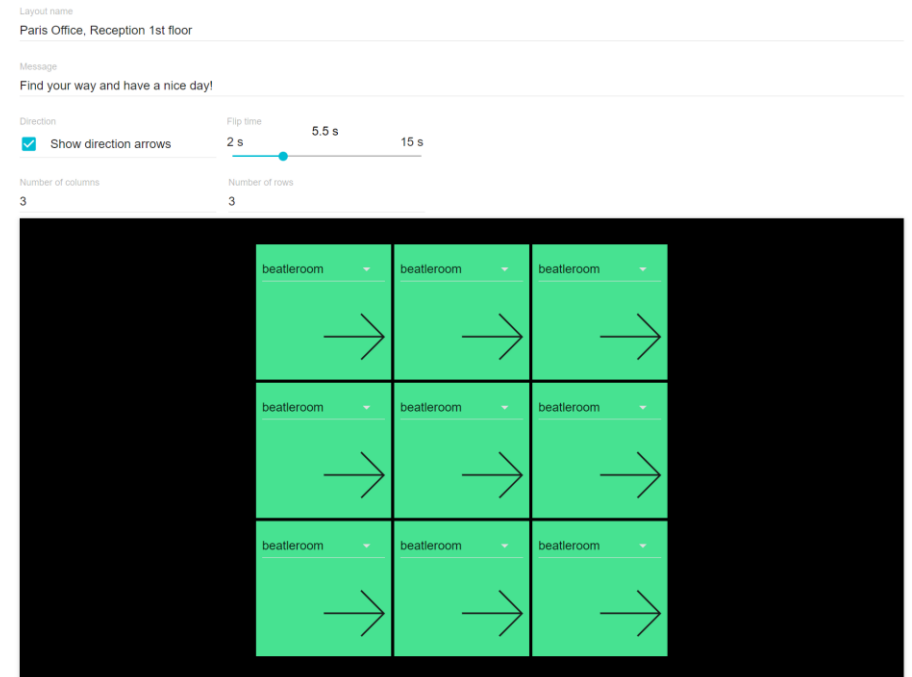 Layout name
Paris Office, Reception 1st floor
Message
Find your way and have a nice day!
Direction
Flip time
Show direction arrows
2 s
5.5 s
15 s
Number of columns
Number of rows
3
3
beatleroom beatleroom beatleroom
beatleroom beatleroom beatleroom
beatleroom beatleroom beatleroom